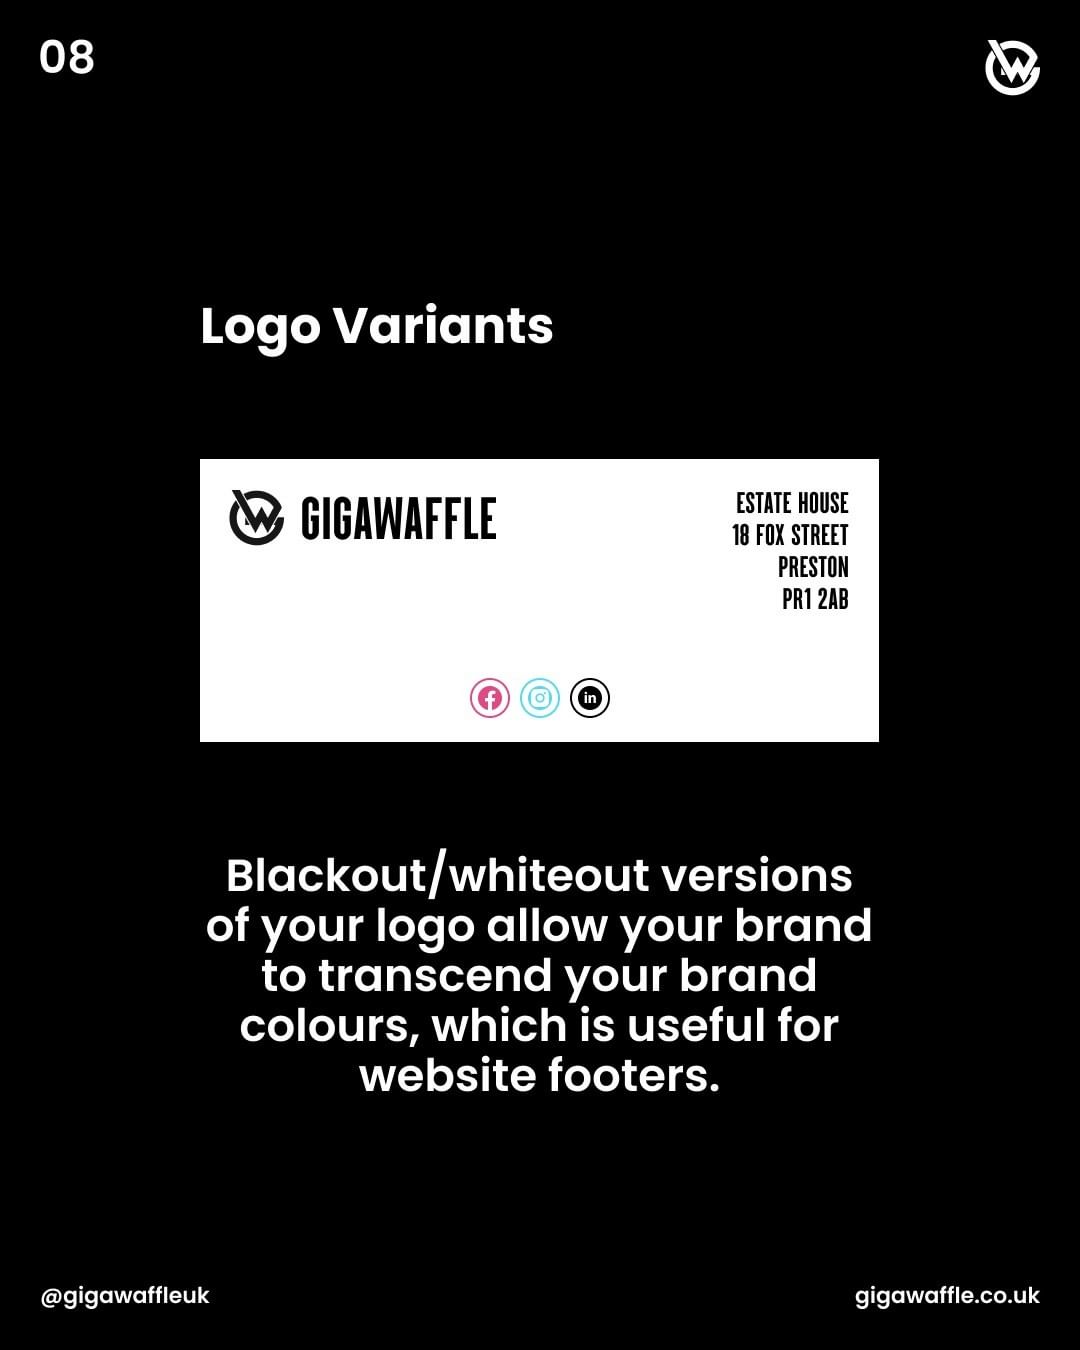 08
Logo Variants
GIGAWAFFLE
ESTATE HOUSE
18 FOX STREET
PRESTON
PR1 2AB
in
Blackout/whiteout versions
of your logo allow your brand
to transcend your brand
colours, which is useful for
website footers.
@gigawaffleuk
gigawaffle.co.uk